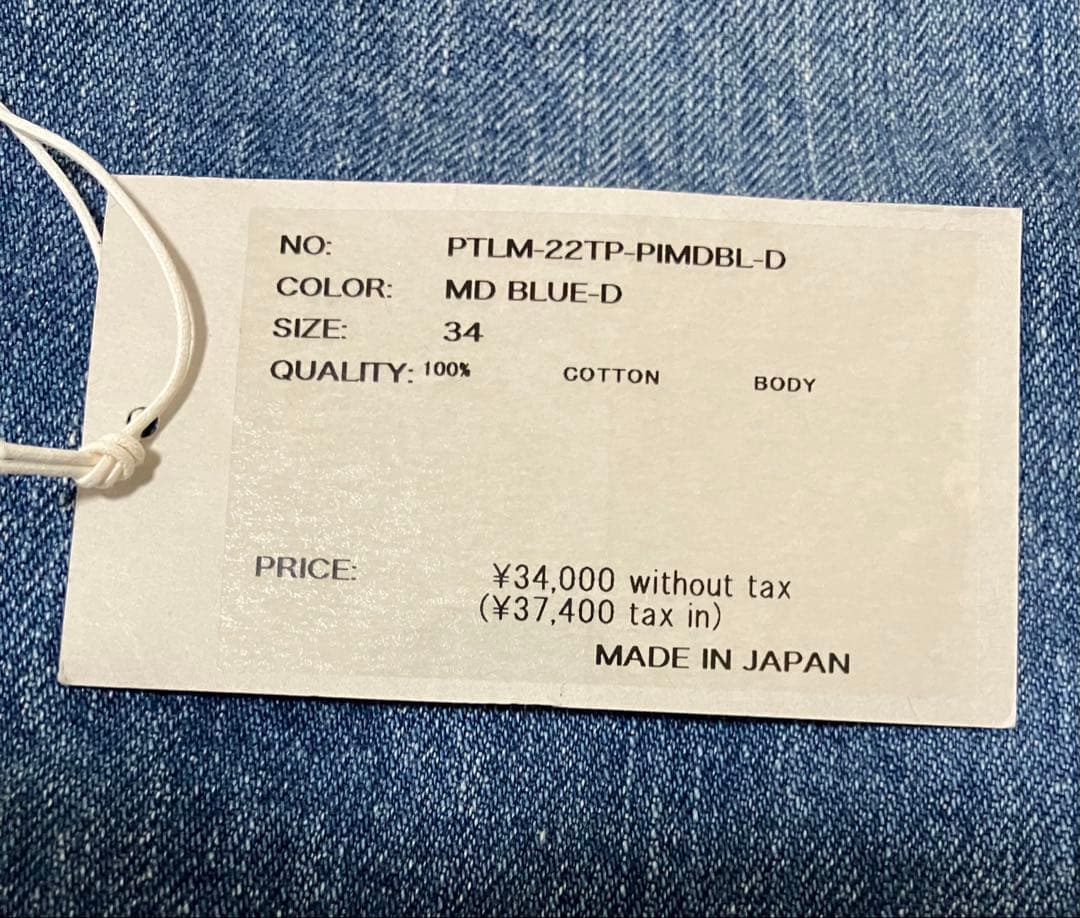 NO: PTLM-22TP-PIMDBL-D
COLOR: MD BLUE-D
SIZE: 34
QUALITY: 100% COTTON BODY
PRICE: ¥34,000 without tax
(¥37,400 tax in)
MADE IN JAPAN